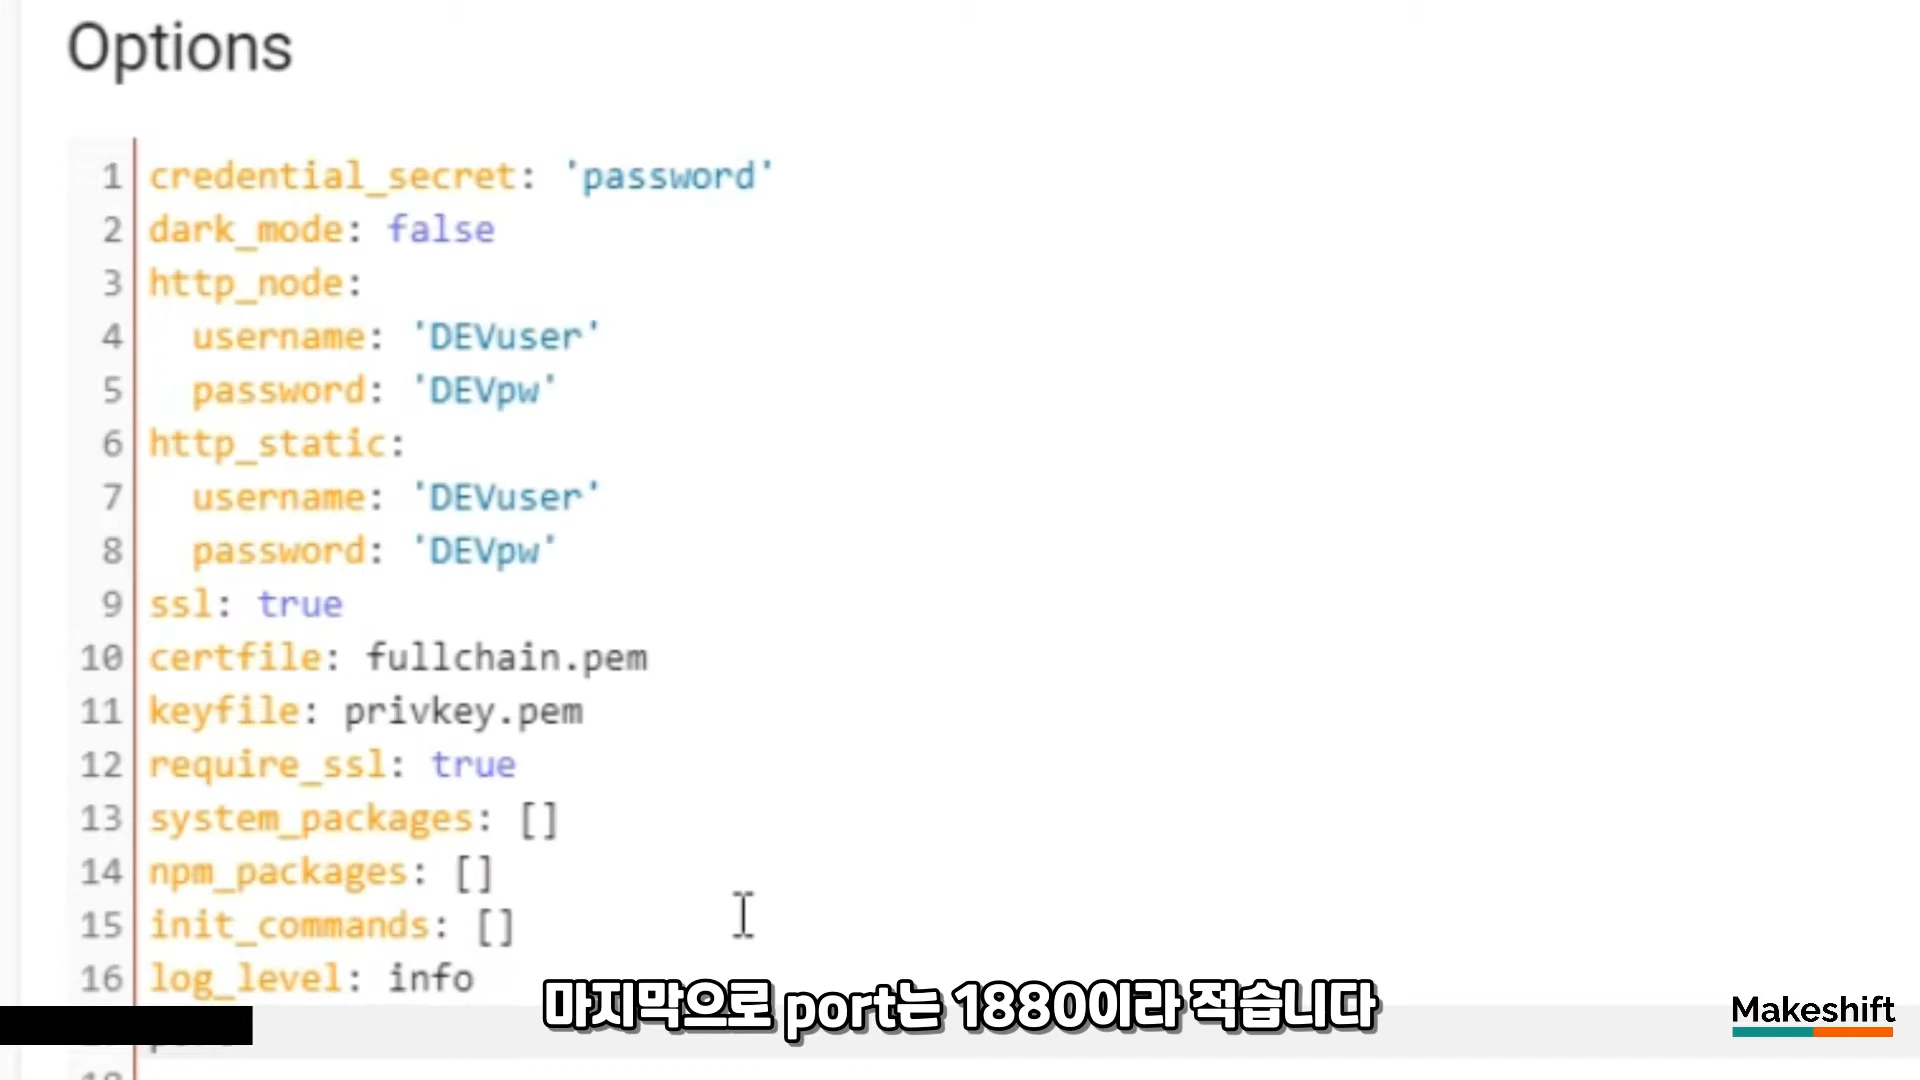 Options
1 credential_secret: 'password'
2 dark_mode: false
3 http_node:
4 username: 'DEVuser'
5 password: 'DEVpw'
6 http_static:
7 username: 'DEVuser'
8 password: 'DEVpw'
9 ssl: true
10 certfile: fullchain.pem
11 keyfile: privkey.pem
12 require_ssl: true
13 system_packages: []
14 npm_packages: []
15 init_commands: []
16 log_level: info
마지막으로 port는 1880이라 적습니다
Makeshift